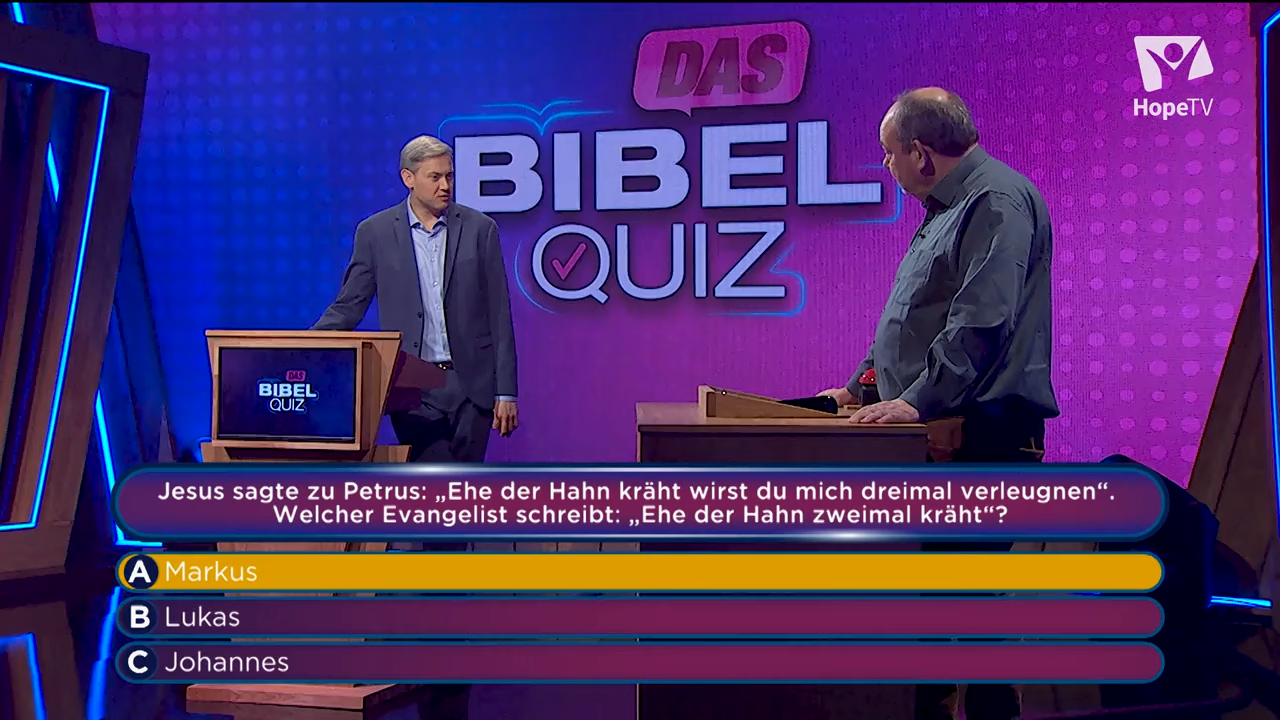 HopeTV
DAS
BIBEL
QUIZ
DAS
BIBEL
QUIZ
Jesus sagte zu Petrus: „Ehe der Hahn kräht wirst du mich dreimal verleugnen“.
Welcher Evangelist schreibt: „Ehe der Hahn zweimal kräht“?
A Markus
B Lukas
C Johannes